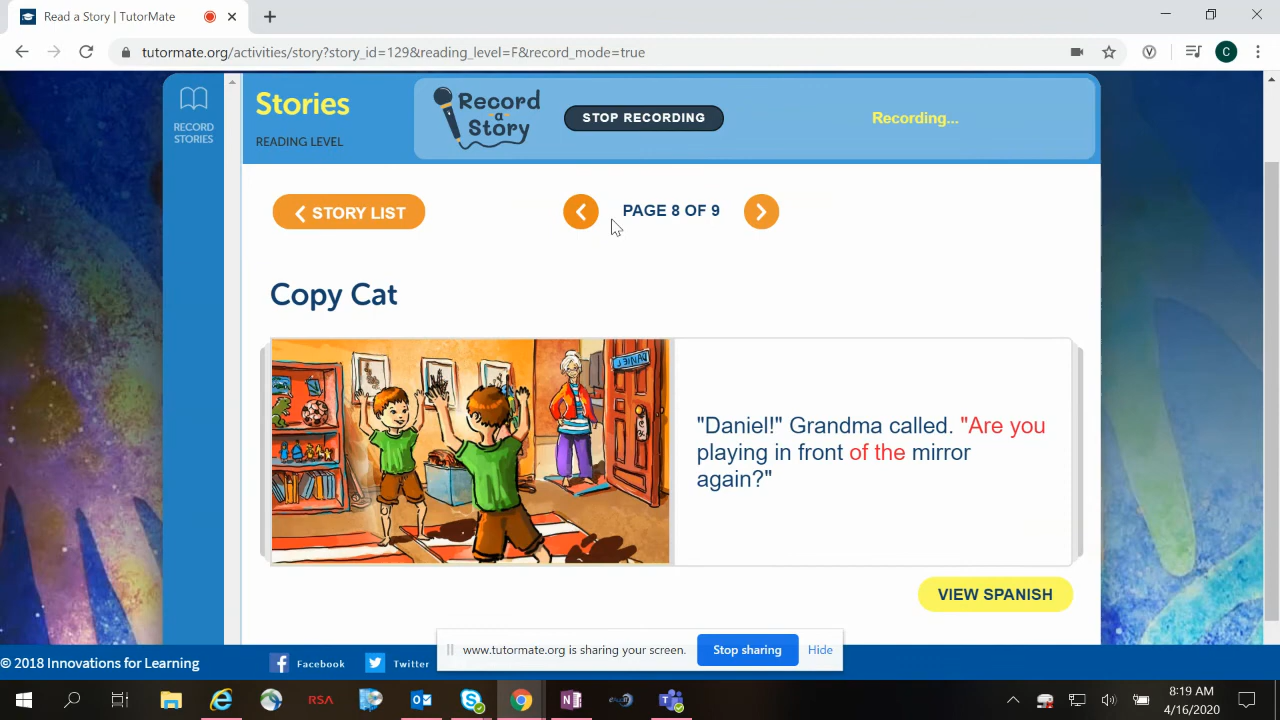 Read a Story | TutorMate
tutormate.org/activities/story?story_id=129&reading_level=F&record_mode=true
V
C
RECORD
STORIES
Stories
READING LEVEL
Record
a
Story
STOP RECORDING
Recording...
STORY LIST
PAGE 8 OF 9
Copy Cat
DANIEL
"Daniel!" Grandma called. "Are you
playing in front of the mirror
again?"
VIEW SPANISH
www.tutormate.org is sharing your screen.
Stop sharing
Hide
© 2018 Innovations for Learning
Facebook
Twitter
RSA
8:19 AM
4/16/2020